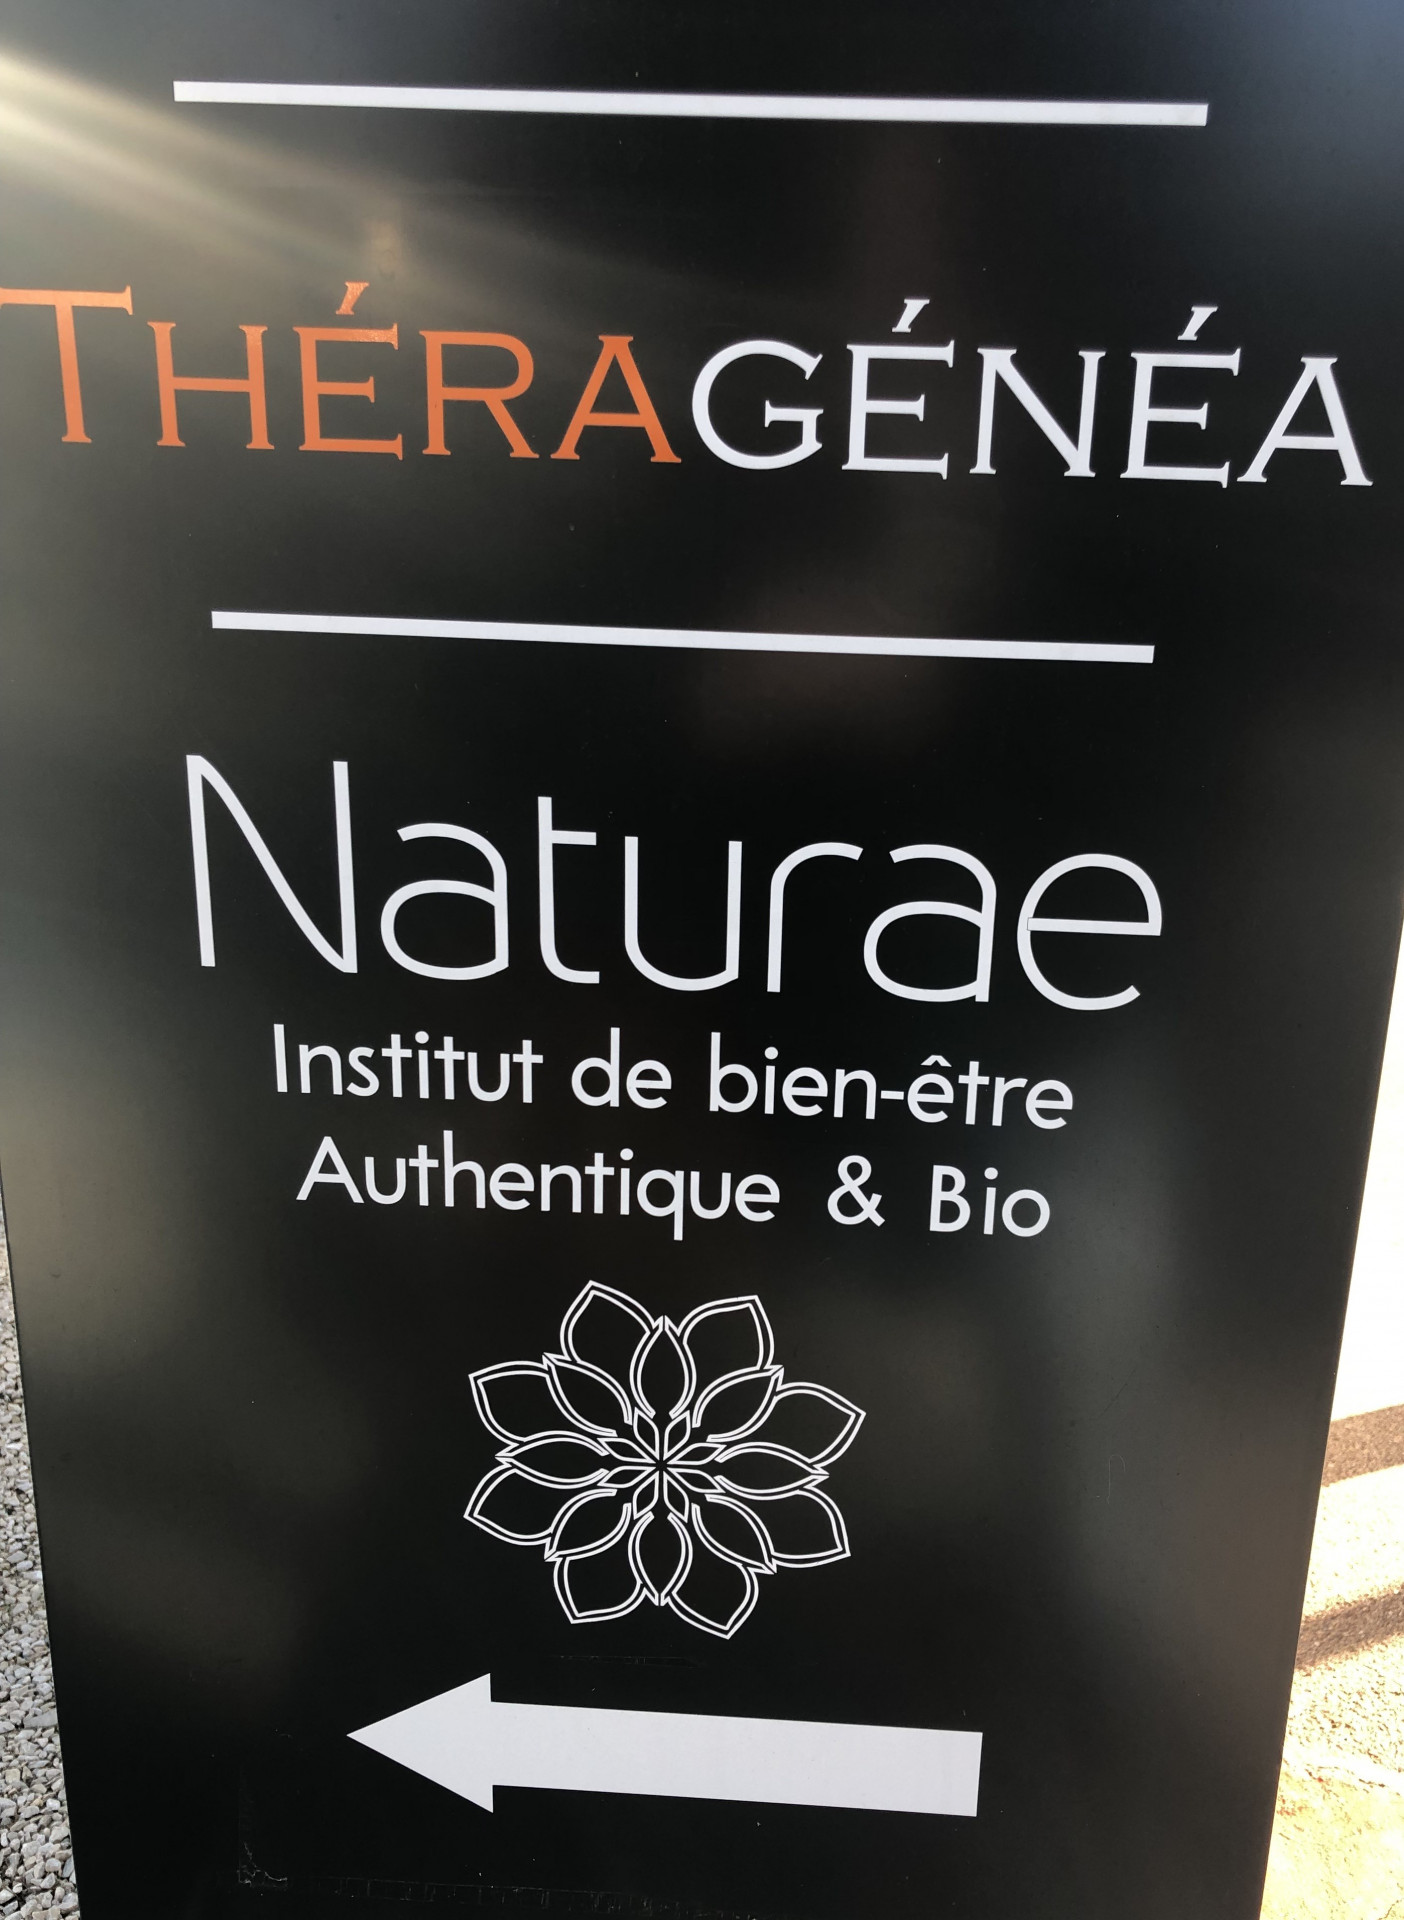 THÉRAGÉNÉA
Naturae
Institut de bien-être
Authentique & Bio